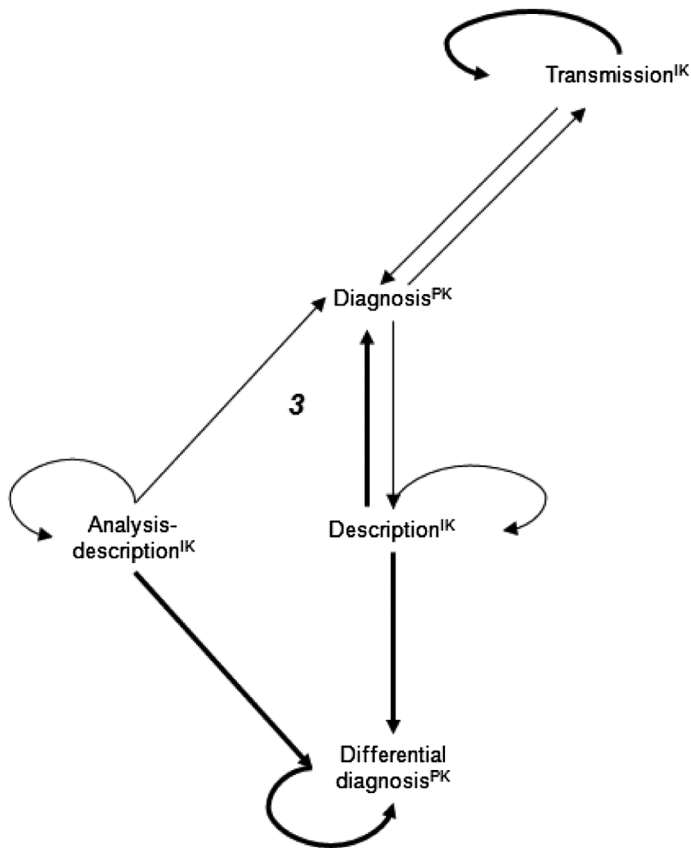 Transmission^IK
Diagnosis^PK
3
Analysis-
description^IK
Description^IK
Differential
diagnosis^PK